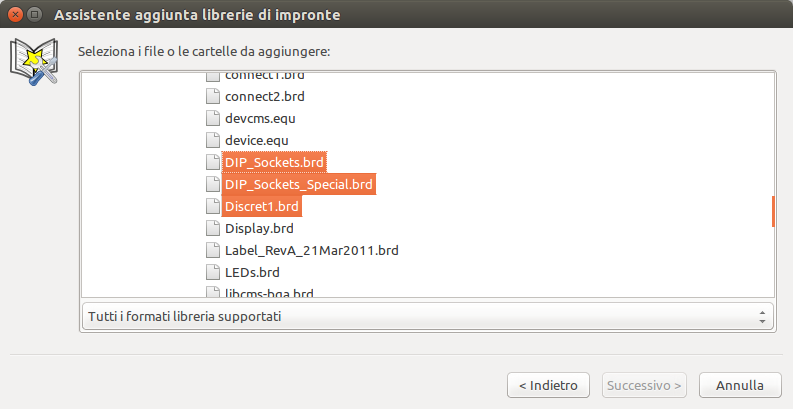 Assistente aggiunta librerie di impronte
Seleziona i file o le cartelle da aggiungere:
connect1.brd
connect2.brd
devcms.equ
device.equ
DIP_Sockets.brd
DIP_Sockets_Special.brd
Discret1.brd
Display.brd
Label_RevA_21Mar2011.brd
LEDs.brd
libcms-bga.brd
Tutti i formati libreria supportati
< Indietro
Successivo >
Annulla